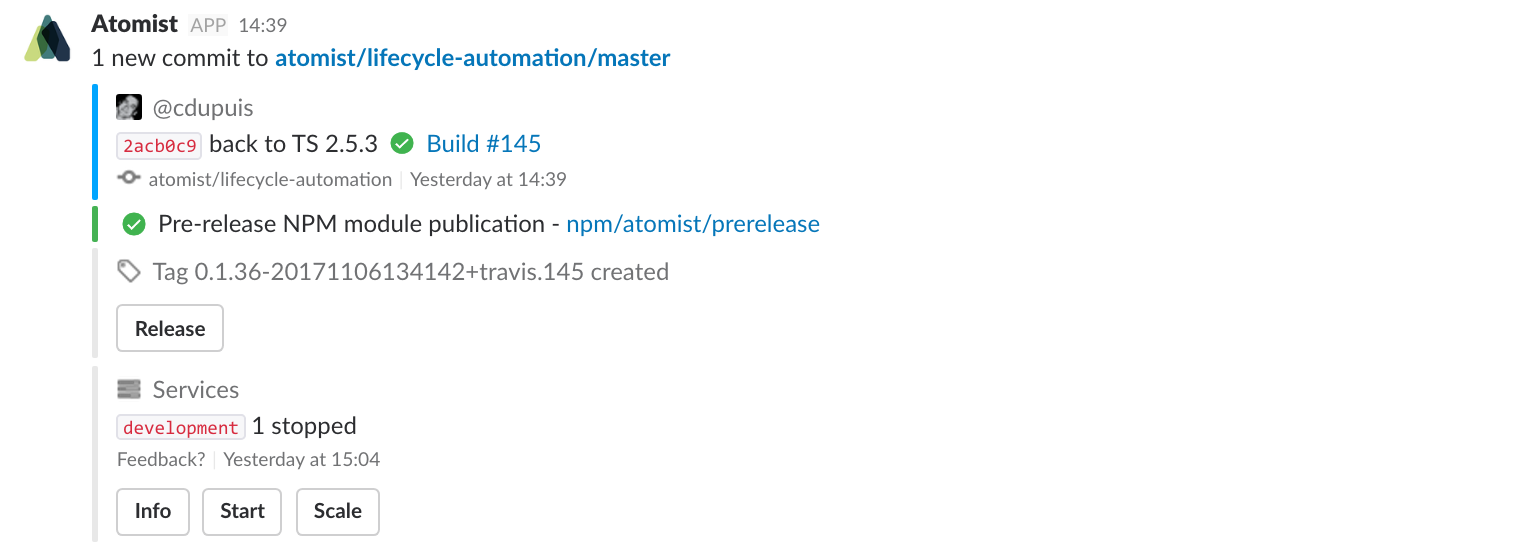 Atomist APP 14:39
1 new commit to atomist/lifecycle-automation/master
@cdupuis
2acb0c9 back to TS 2.5.3 Build #145
atomist/lifecycle-automation | Yesterday at 14:39
Pre-release NPM module publication - npm/atomist/prerelease
Tag 0.1.36-20171106134142+travis.145 created
Release
Services
development 1 stopped
Feedback? | Yesterday at 15:04
Info Start Scale